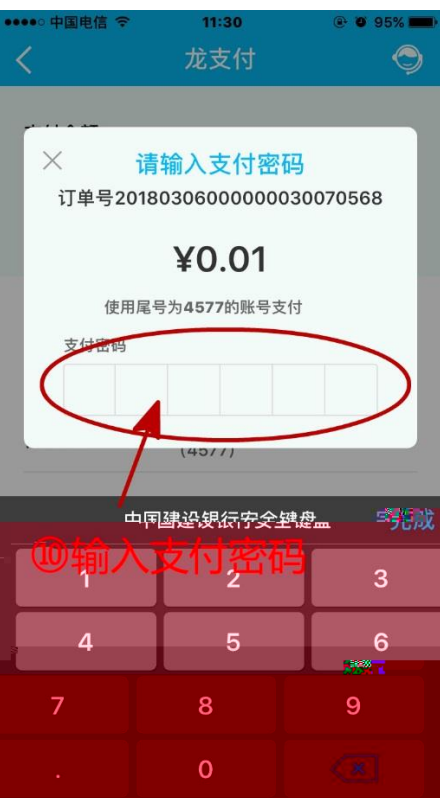 中国电信 11:30 95%
龙支付
请输入支付密码
订单号20180306000000030070568
¥0.01
使用尾号为4577的账号支付
支付密码
(4577)
中国建设银行安全键盘 完成
⑩输入支付密码
1 2 3
4 5 6
7 8 9
. 0